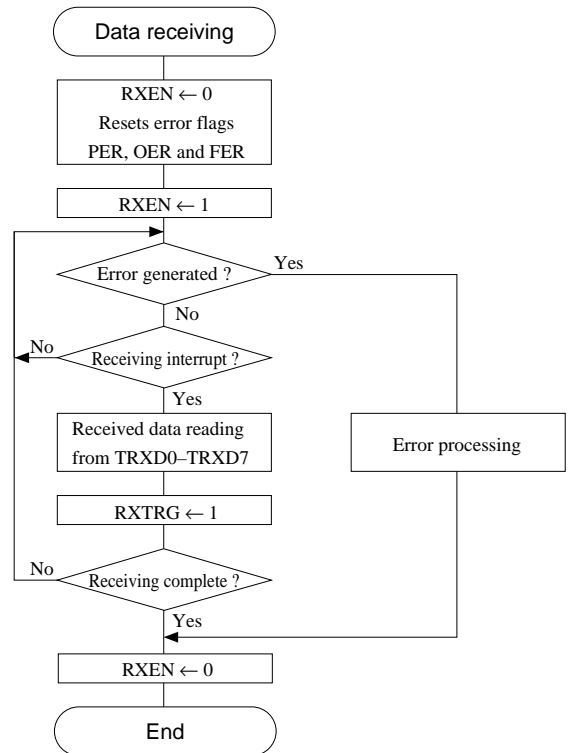 Data receiving
RXEN ← 0
Resets error flags
PER, OER and FER
RXEN ← 1
Error generated ?
Yes
No
Receiving interrupt ?
No
Yes
Received data reading
from TRXD0–TRXD7
Error processing
RXTRG ← 1
Receiving complete ?
No
Yes
RXEN ← 0
End